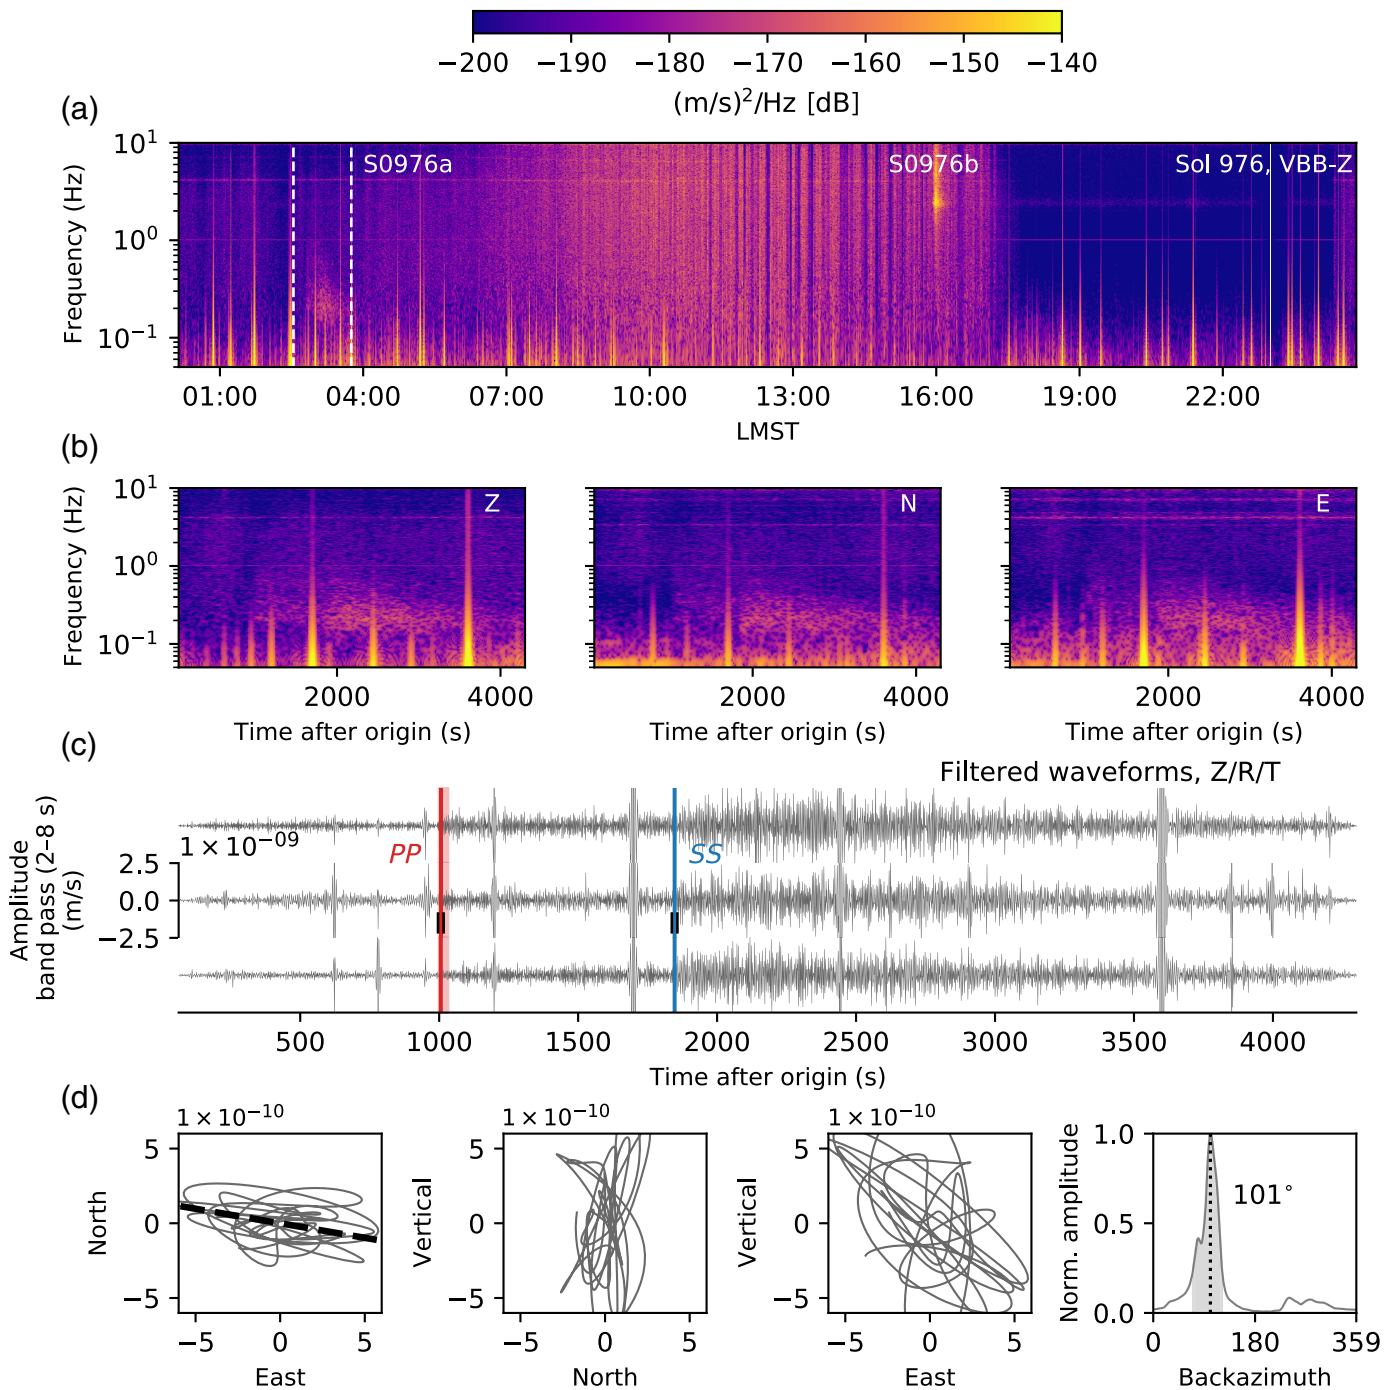 −200 −190 −180 −170 −160 −150 −140
(m/s)²/Hz [dB]
(a)
Frequency (Hz)
10¹
10⁰
10⁻¹
S0976a
S0976b
Sol 976, VBB-Z
01:00 04:00 07:00 10:00 13:00 16:00 19:00 22:00
LMST
(b)
Frequency (Hz)
10¹
10⁰
10⁻¹
Z
N
E
2000 4000
2000 4000
2000 4000
Time after origin (s)
Time after origin (s)
Time after origin (s)
(c)
Filtered waveforms, Z/R/T
Amplitude
band pass (2–8 s)
(m/s)
1 × 10⁻⁰⁹
2.5
0.0
−2.5
PP
SS
500 1000 1500 2000 2500 3000 3500 4000
Time after origin (s)
(d)
1 × 10⁻¹⁰
North
5
0
−5
−5 0 5
East
1 × 10⁻¹⁰
Vertical
5
0
−5
−5 0 5
North
1 × 10⁻¹⁰
Vertical
5
0
−5
−5 0 5
East
Norm. amplitude
1.0
0.5
0.0
101°
0 180 359
Backazimuth